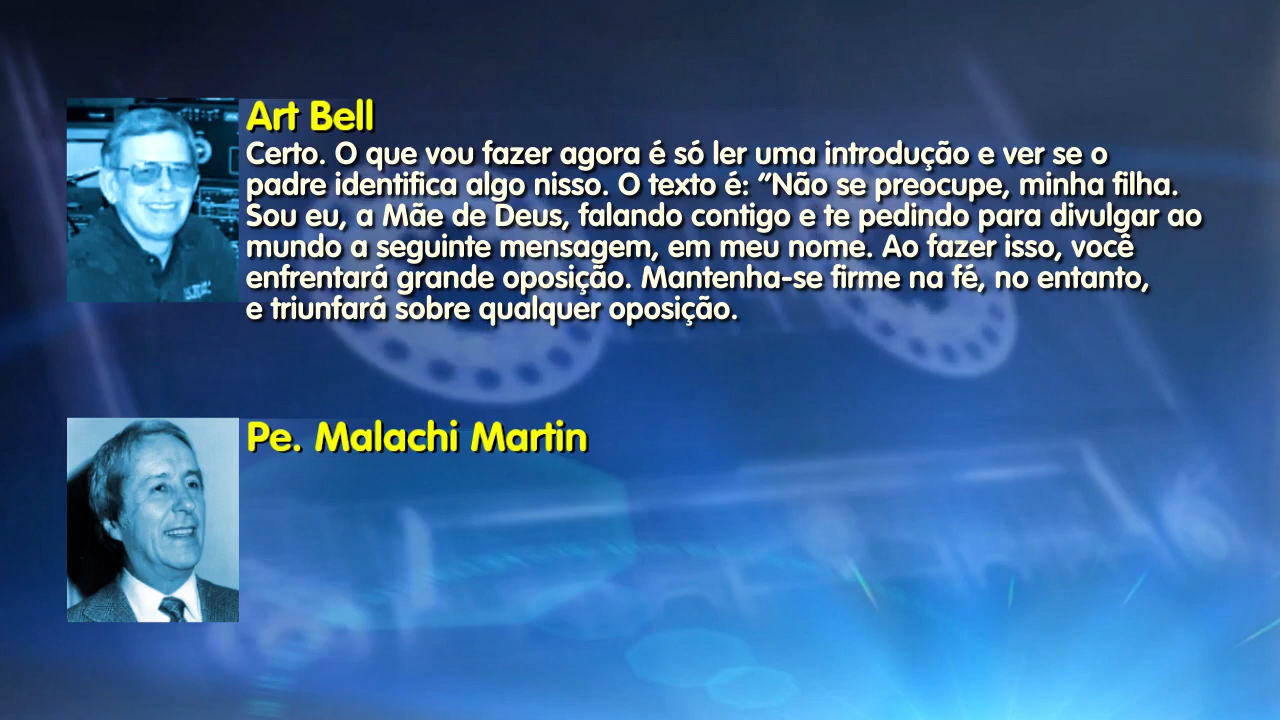 Art Bell
Certo. O que vou fazer agora é só ler uma introdução e ver se o
padre identifica algo nisso. O texto é: “Não se preocupe, minha filha.
Sou eu, a Mãe de Deus, falando contigo e te pedindo para divulgar ao
mundo a seguinte mensagem, em meu nome. Ao fazer isso, você
enfrentará grande oposição. Mantenha-se firme na fé, no entanto,
e triunfará sobre qualquer oposição.
Pe. Malachi Martin